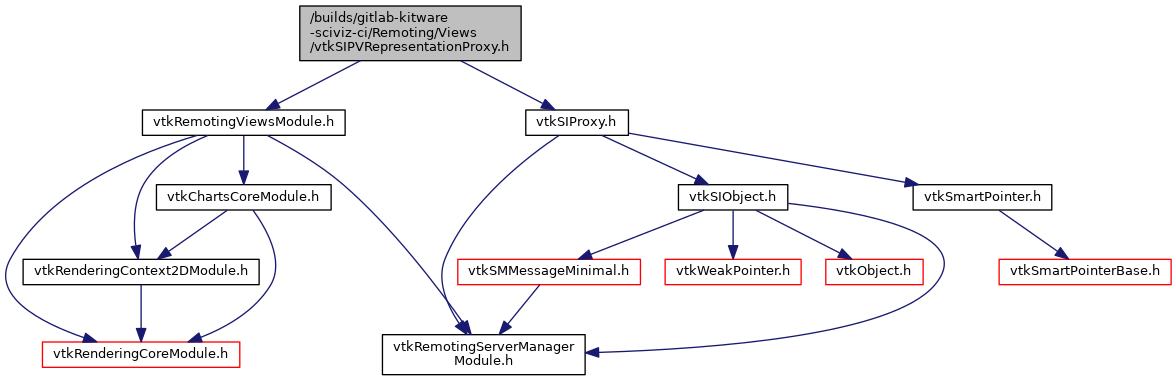 /builds/gitlab-kitware
-sciviz-ci/Remoting/Views
/vtkSIPVRepresentationProxy.h
vtkRemotingViewsModule.h
vtkSIProxy.h
vtkChartsCoreModule.h
vtkSIObject.h
vtkSmartPointer.h
vtkRenderingContext2DModule.h
vtkSMMessageMinimal.h
vtkWeakPointer.h
vtkObject.h
vtkSmartPointerBase.h
vtkRenderingCoreModule.h
vtkRemotingServerManager
Module.h